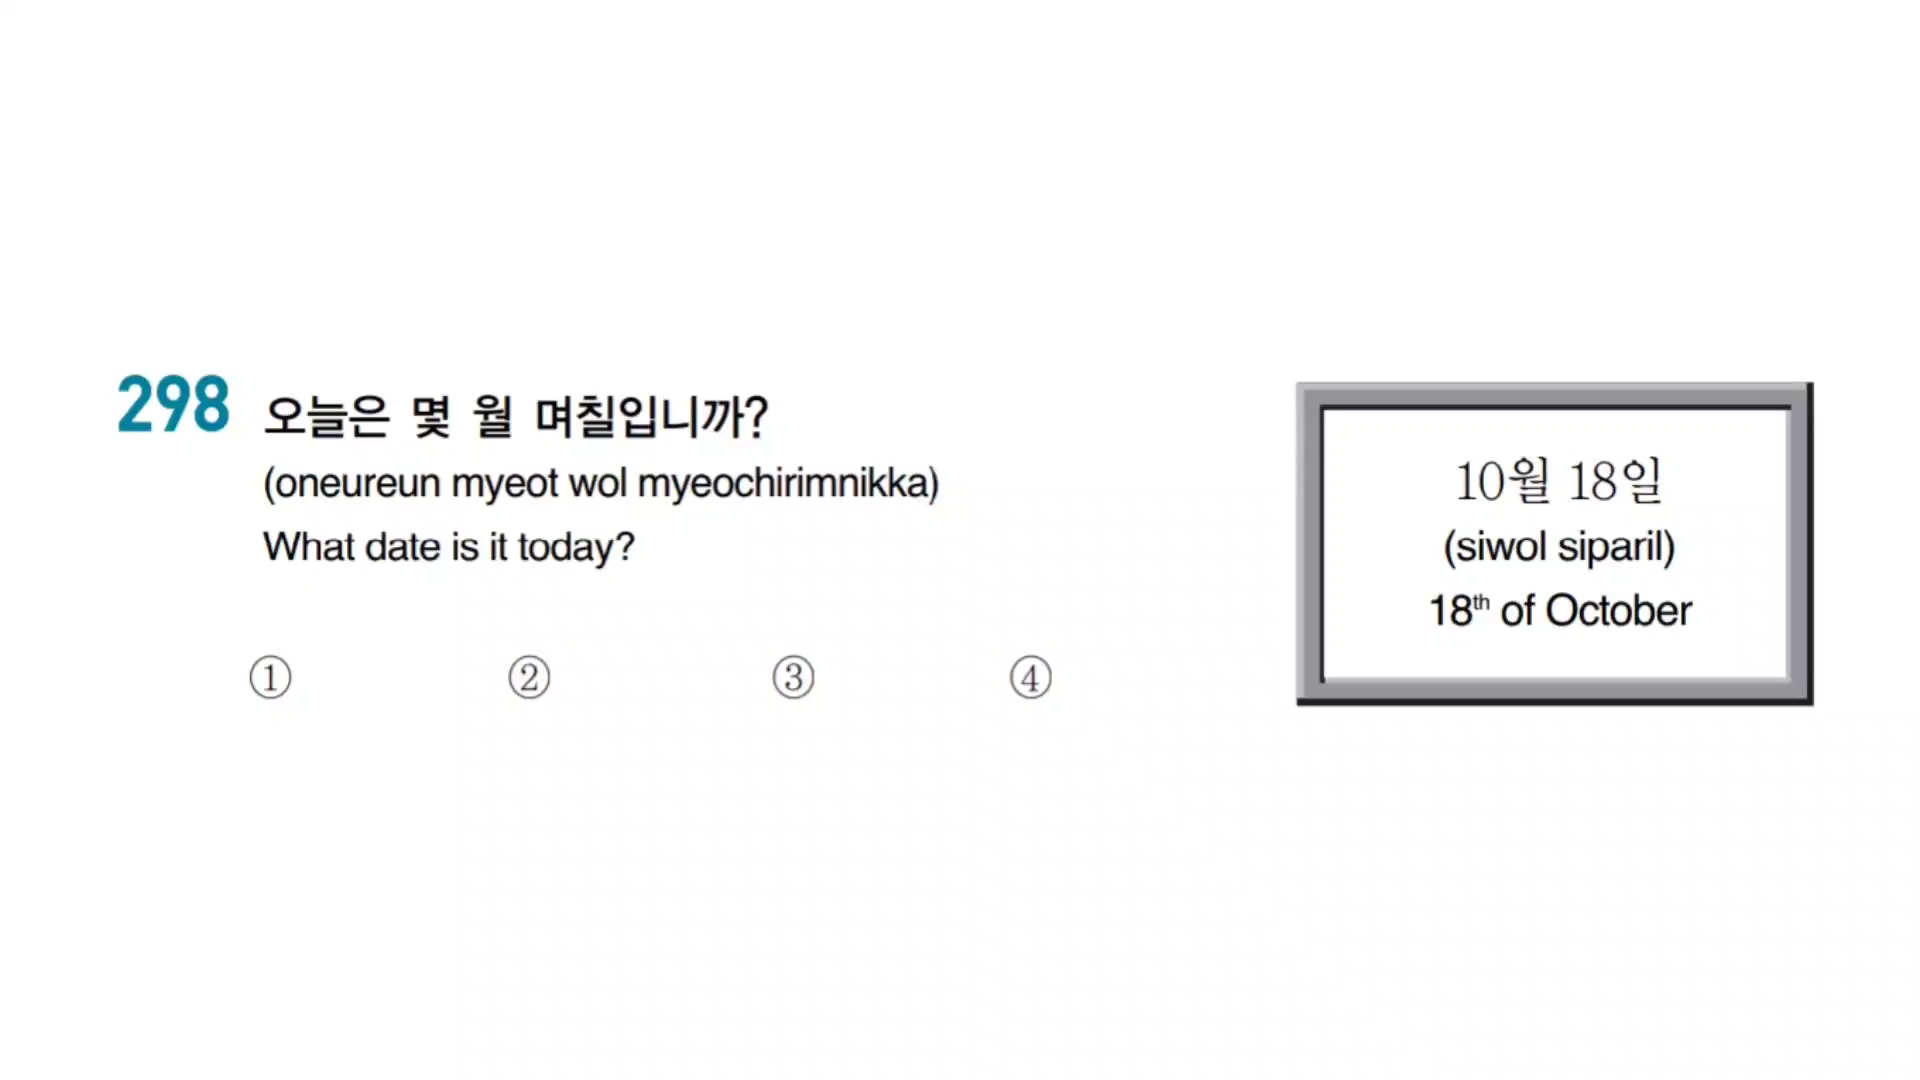 298 오늘은 몇 월 며칠입니까?
(oneureun myeot wol myeochirimnikka)
What date is it today?
① ② ③ ④
10월 18일
(siwol siparil)
18th of October